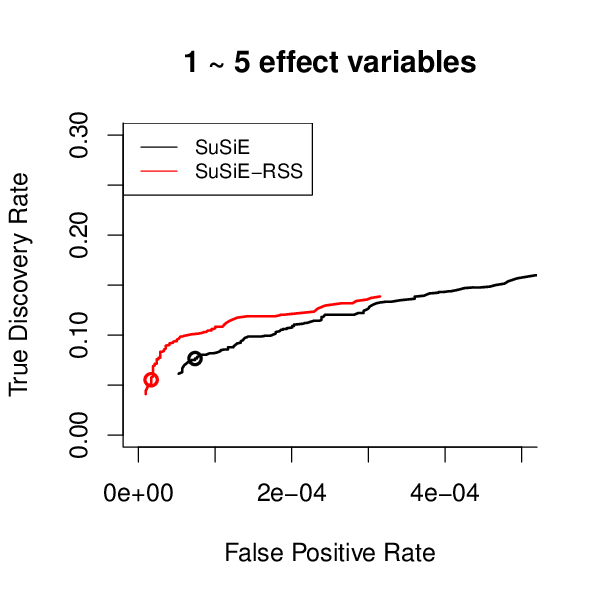 1 ~ 5 effect variables
SuSiE
SuSiE−RSS
True Discovery Rate
0.30
0.20
0.10
0.00
0e+00
2e−04
4e−04
False Positive Rate